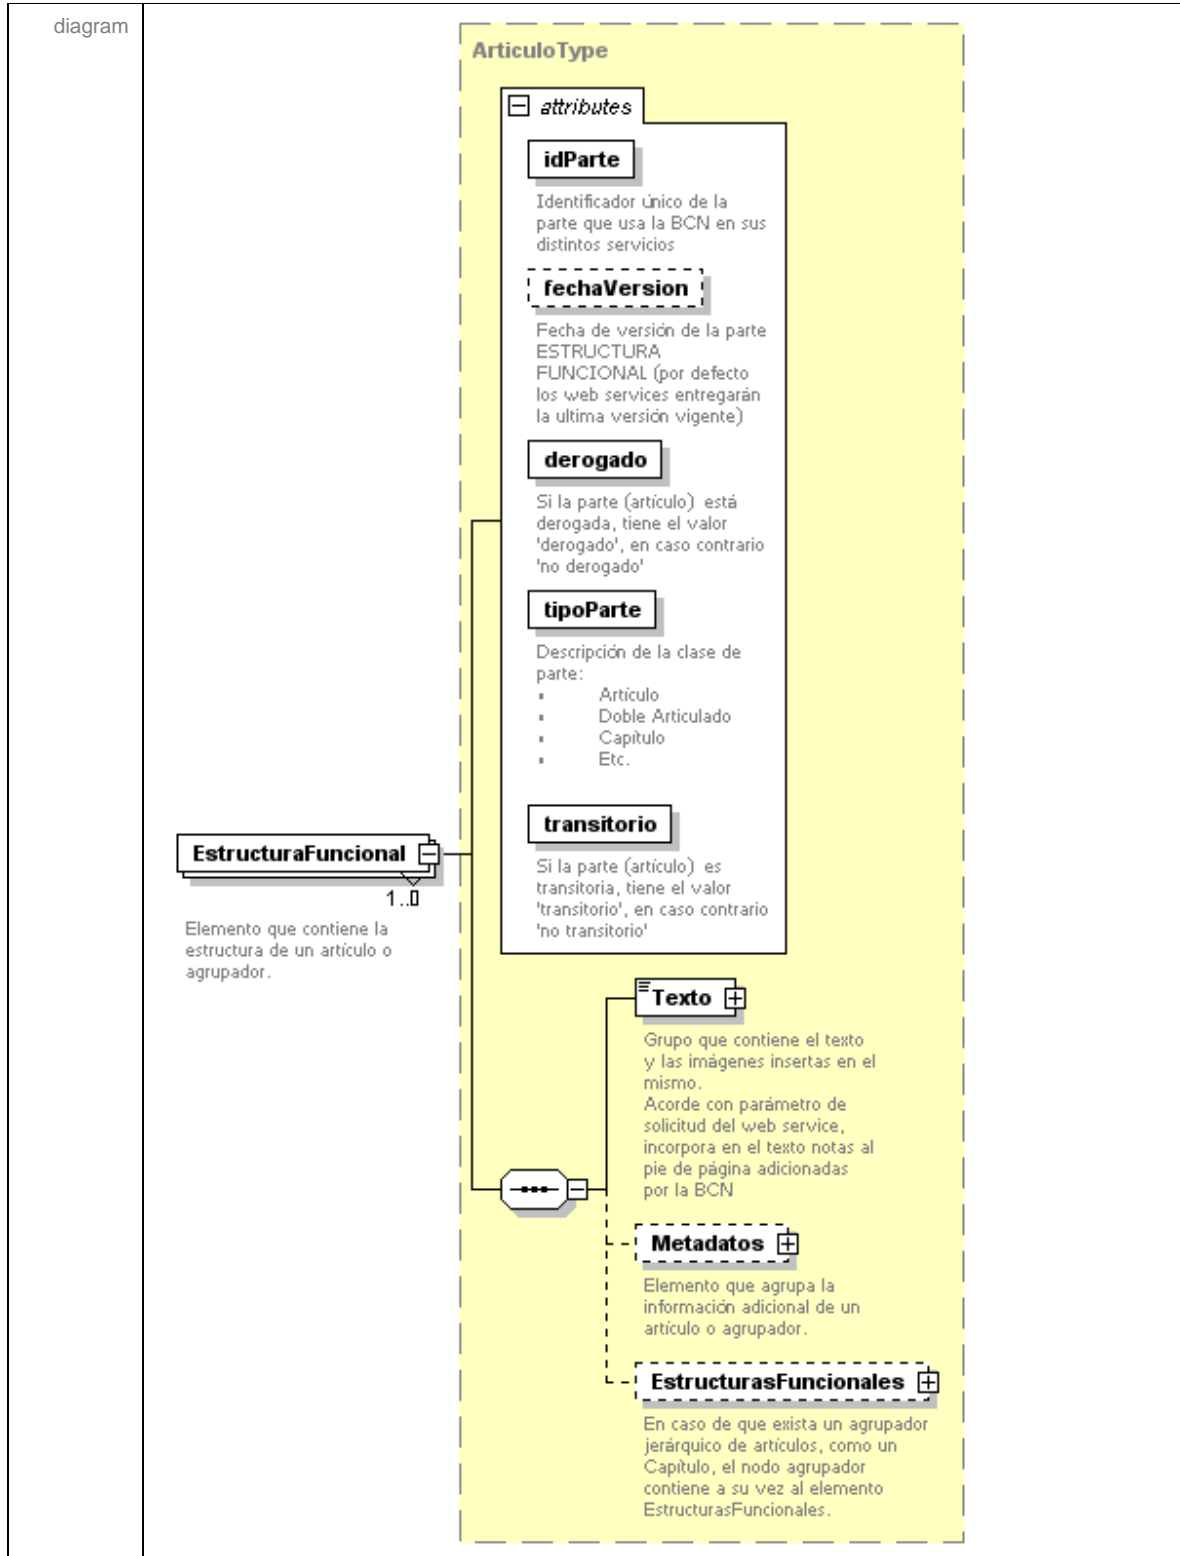 diagram
ArticuloType
attributes
idParte
Identificador único de la
parte que usa la BCN en sus
distintos servicios
fechaVersion
Fecha de versión de la parte
ESTRUCTURA
FUNCIONAL (por defecto
los web services entregarán
la ultima versión vigente)
derogado
Si la parte (artículo) está
derogada, tiene el valor
'derogado', en caso contrario
'no derogado'
tipoParte
Descripción de la clase de
parte:
▪ Artículo
▪ Doble Articulado
▪ Capítulo
▪ Etc.
transitorio
Si la parte (artículo) es
transitoria, tiene el valor
'transitorio', en caso contrario
'no transitorio'
EstructuraFuncional
1..▯
Elemento que contiene la
estructura de un artículo o
agrupador.
Texto
Grupo que contiene el texto
y las imágenes insertas en el
mismo.
Acorde con parámetro de
solicitud del web service,
incorpora en el texto notas al
pie de página adicionadas
por la BCN
Metadatos
Elemento que agrupa la
información adicional de un
artículo o agrupador.
EstructurasFuncionales
En caso de que exista un agrupador
jerárquico de artículos, como un
Capítulo, el nodo agrupador
contiene a su vez al elemento
EstructurasFuncionales.